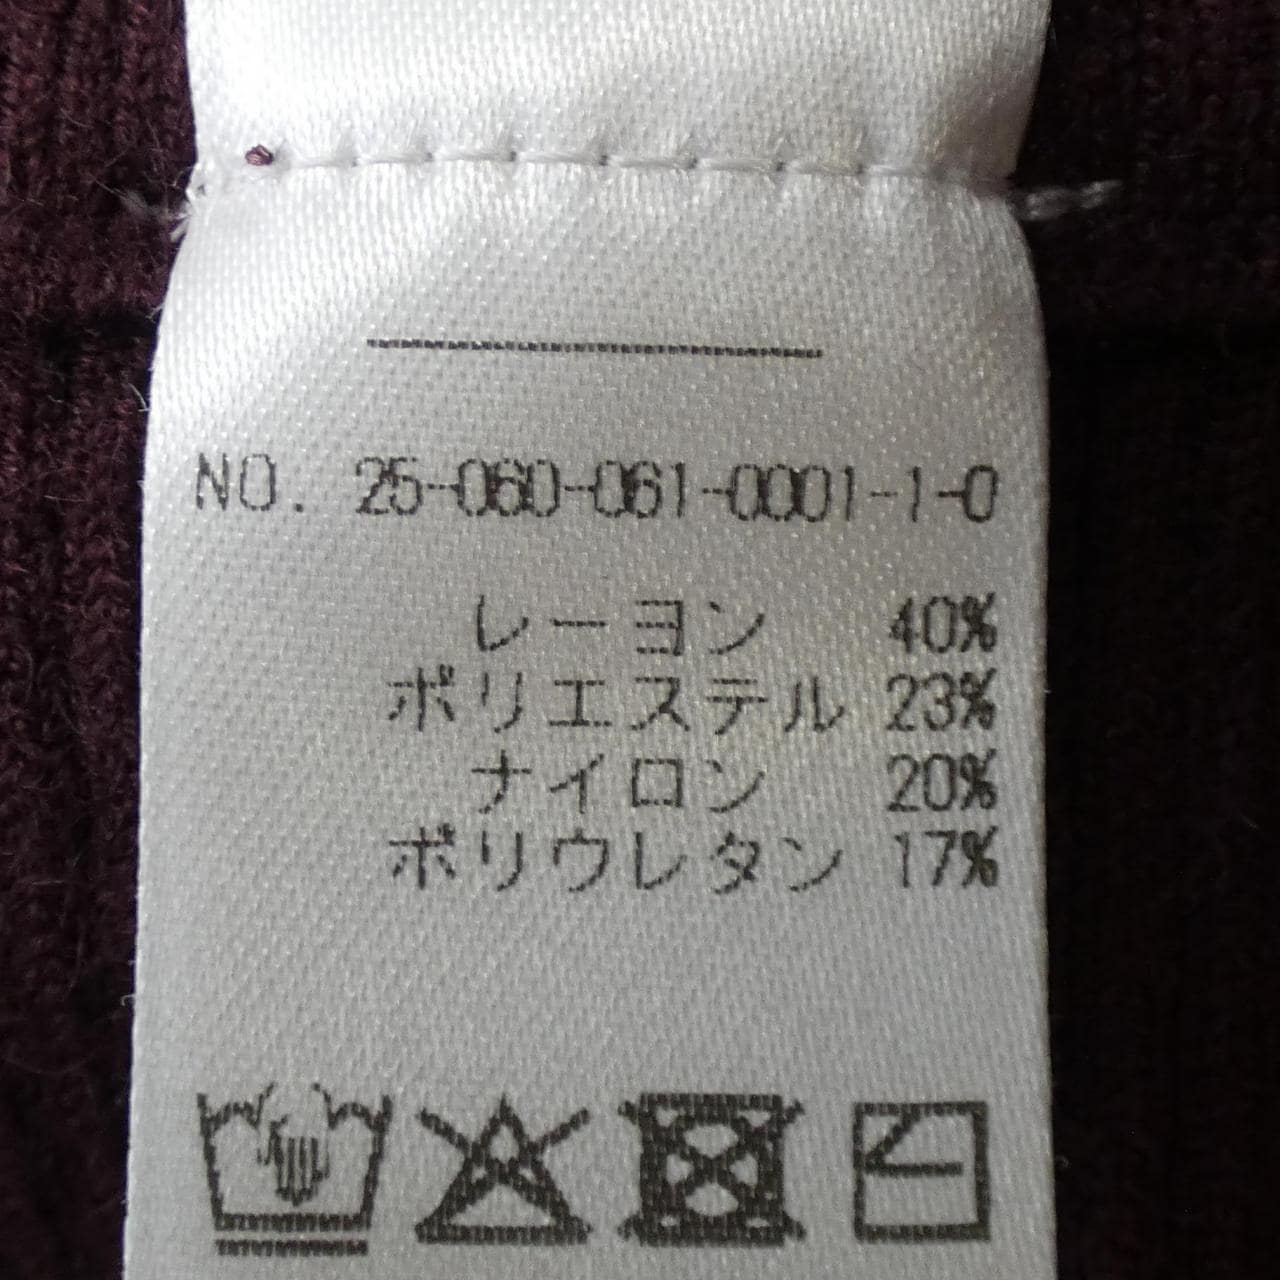 NO. 25-060-061-0001-1-0
レーヨン 40%
ポリエステル 23%
ナイロン 20%
ポリウレタン 17%